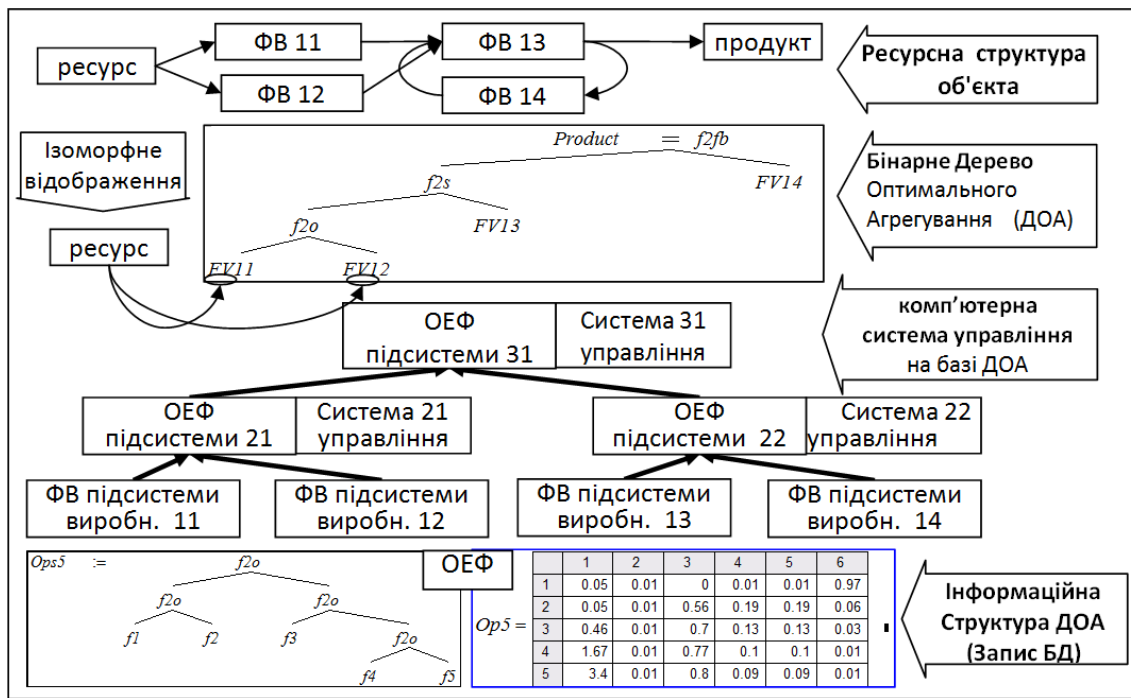 ресурс
ФВ 11
ФВ 12
ФВ 13
ФВ 14
продукт
Ресурсна структура
об'єкта
Ізоморфне
відображення
ресурс
Product = f2fb
f2s
FV14
f2o
FV13
FV11
FV12
Бінарне Дерево
Оптимального
Агрегування (ДОА)
ОЕФ
підсистеми 31
Система 31
управління
комп’ютерна
система управління
на базі ДОА
ОЕФ
підсистеми 21
Система 21
управління
ОЕФ
підсистеми 22
Система 22
управління
ФВ підсистеми
виробн. 11
ФВ підсистеми
виробн. 12
ФВ підсистеми
виробн. 13
ФВ підсистеми
виробн. 14
Ops5 :=
f2o
f2o f2o
f1 f2 f3 f2o
f4 f5
ОЕФ
Op5 =
1 2 3 4 5 6
1 0.05 0.01 0 0.01 0.01 0.97
2 0.05 0.01 0.56 0.19 0.19 0.06
3 0.46 0.01 0.7 0.13 0.13 0.03
4 1.67 0.01 0.77 0.1 0.1 0.01
5 3.4 0.01 0.8 0.09 0.09 0.01
Інформаційна
Структура ДОА
(Запис БД)